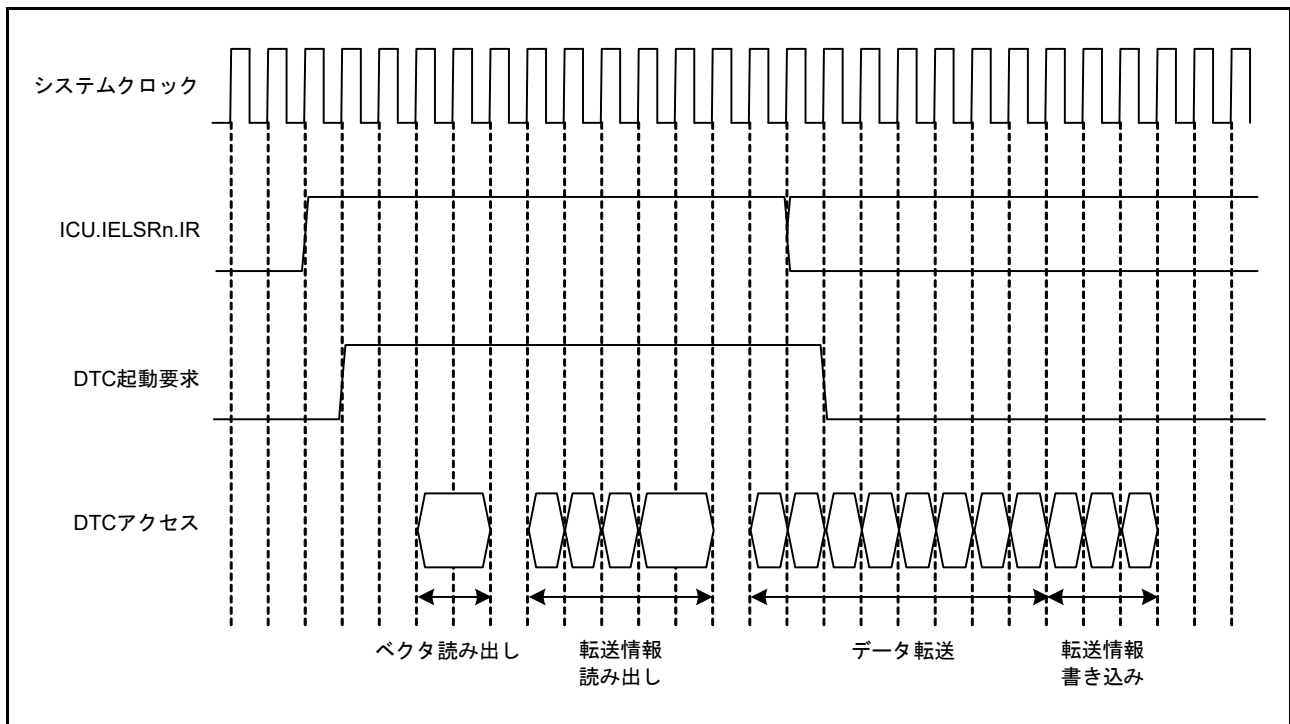 システムクロック
ICU.IELSRn.IR
DTC起動要求
DTCアクセス
ベクタ読み出し
転送情報
読み出し
データ転送
転送情報
書き込み